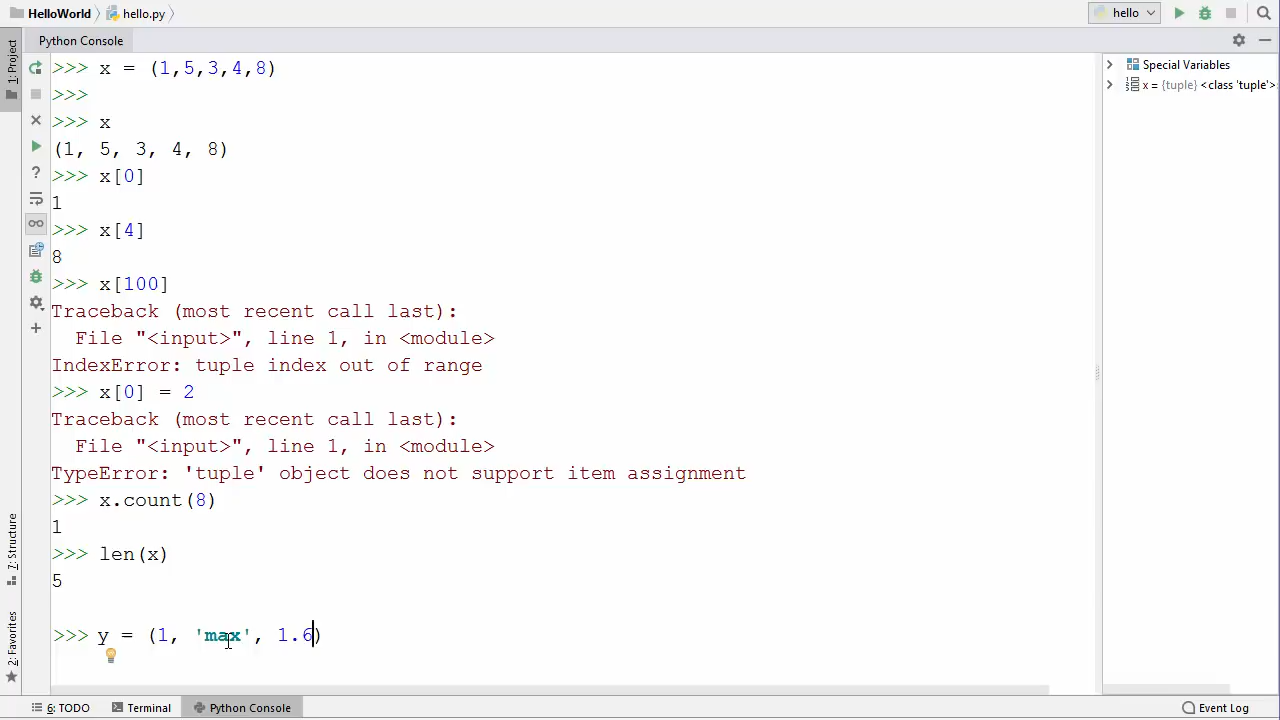 HelloWorld hello.py hello
Python Console
1: Project
>>> x = (1,5,3,4,8)
>>>
>>> x
(1, 5, 3, 4, 8)
>>> x[0]
1
>>> x[4]
8
>>> x[100]
Traceback (most recent call last):
  File "<input>", line 1, in <module>
IndexError: tuple index out of range
>>> x[0] = 2
Traceback (most recent call last):
  File "<input>", line 1, in <module>
TypeError: 'tuple' object does not support item assignment
>>> x.count(8)
1
>>> len(x)
5
>>> y = (1, 'max', 1.6)
Special Variables
x = {tuple} <class 'tuple'>
7: Structure
2: Favorites
6: TODO Terminal Python Console Event Log